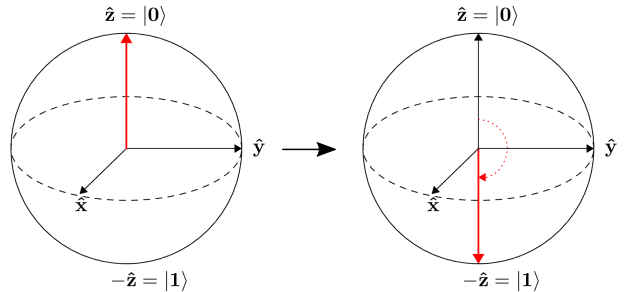 ẑ = |0⟩
ŷ
x̂
−ẑ = |1⟩
ẑ = |0⟩
ŷ
x̂
−ẑ = |1⟩